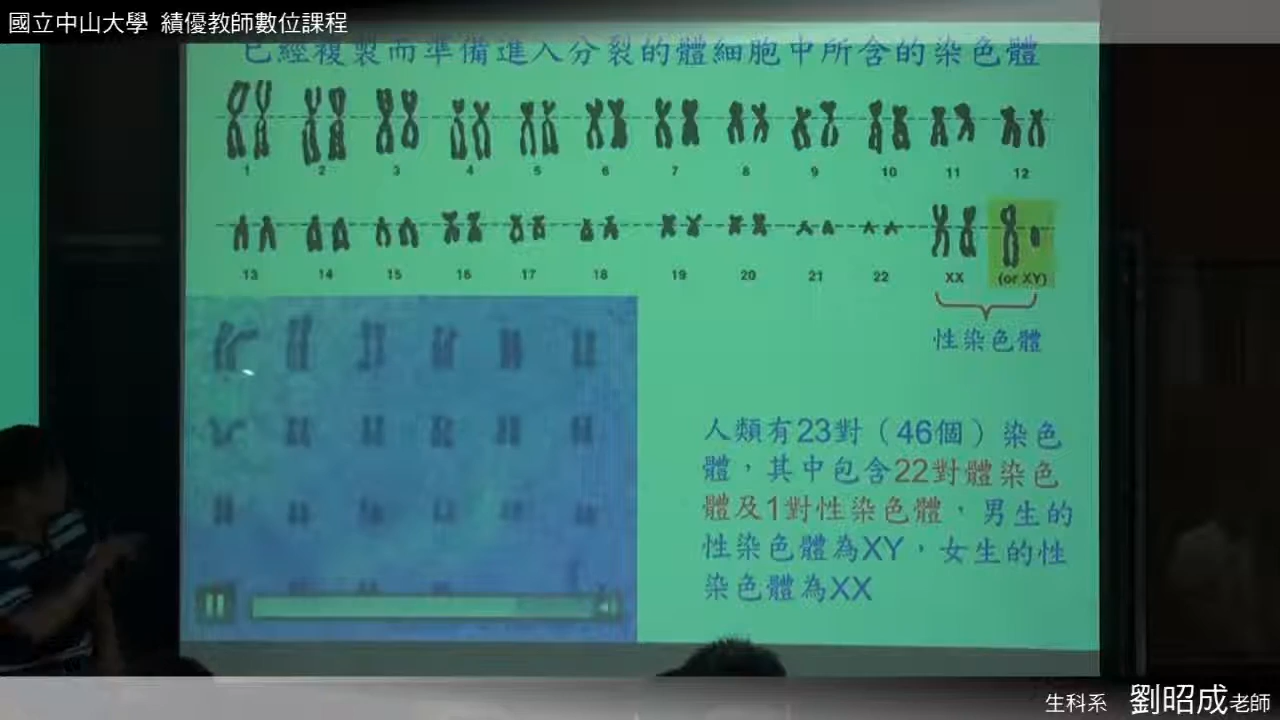 國立中山大學 績優教師數位課程
已經複製而準備進入分裂的體細胞中所含的染色體
1 2 3 4 5 6 7 8 9 10 11 12
13 14 15 16 17 18 19 20 21 22 XX (or XY)
性染色體
人類有23對（46個）染色
體，其中包含22對體染色
體及1對性染色體，男生的
性染色體為XY，女生的性
染色體為XX
生科系 劉昭成老師